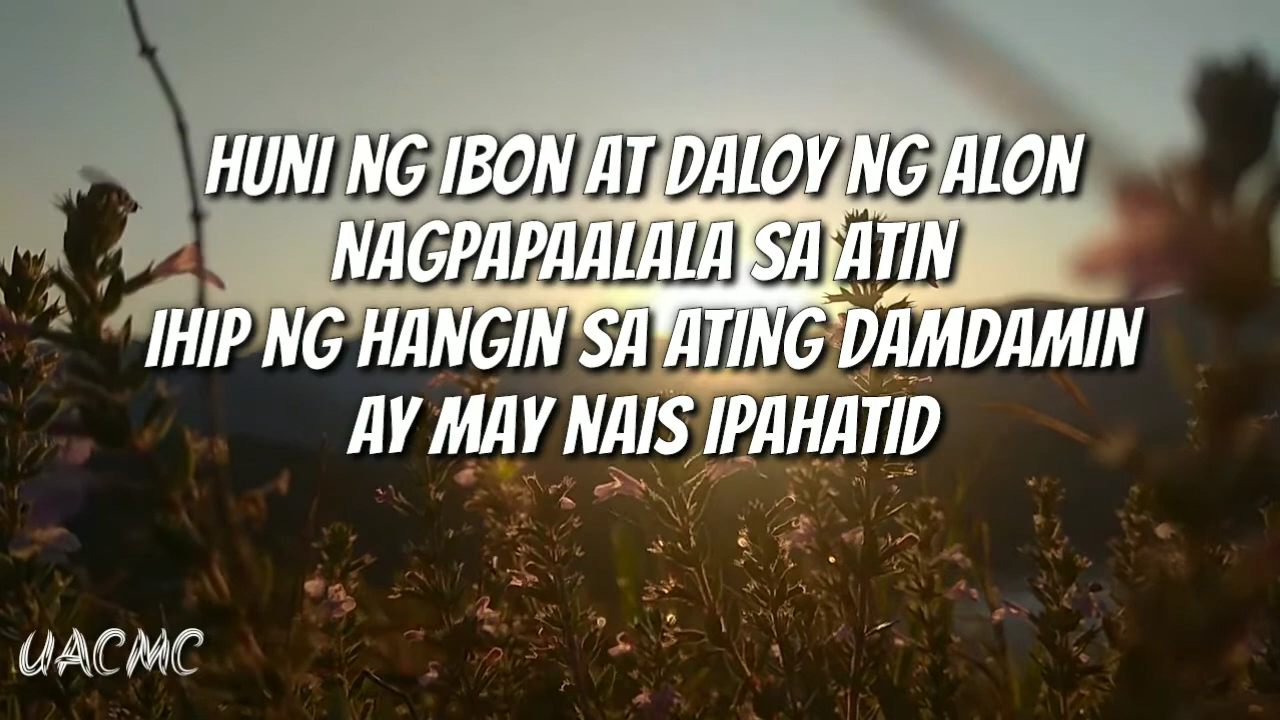 HUNI NG IBON AT DALOY NG ALON
NAGPAPAALALA SA ATIN
IHIP NG HANGIN SA ATING DAMDAMIN
AY MAY NAIS IPAHATID
UACMC